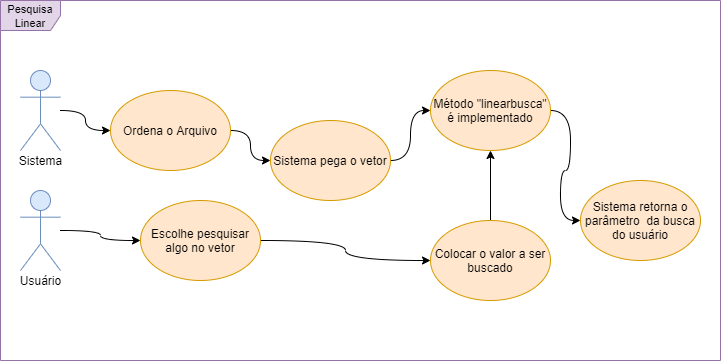 Pesquisa
Linear
Sistema
Ordena o Arquivo
Sistema pega o vetor
Método "linearbusca"
é implementado
Sistema retorna o
parâmetro da busca
do usuário
Usuário
Escolhe pesquisar
algo no vetor
Colocar o valor a ser
buscado